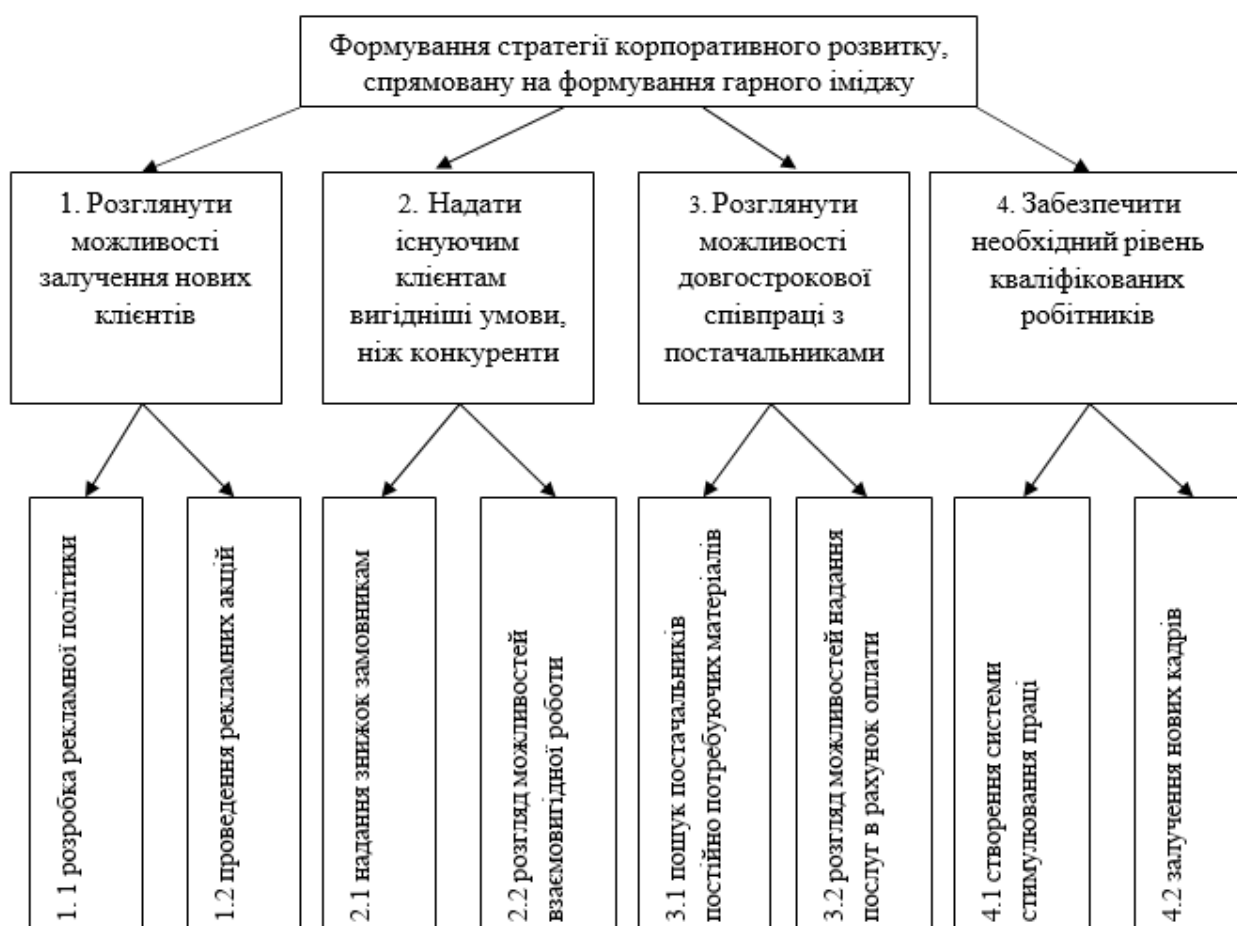 Формування стратегії корпоративного розвитку,
спрямовану на формування гарного іміджу
1. Розглянути
можливості
залучення нових
клієнтів
2. Надати
існуючим
клієнтам
вигідніші умови,
ніж конкуренти
3. Розглянути
можливості
довгострокової
співпраці з
постачальниками
4. Забезпечити
необхідний рівень
кваліфікованих
робітників
1. 1 розробка рекламної політики
1.2 проведення рекламних акцій
2.1 надання знижок замовникам
2.2 розгляд можливостей
взаємовигідної роботи
3.1 пошук постачальників
постійно потребуючих матеріалів
3.2 розгляд можливостей надання
послуг в рахунок оплати
4.1 створення системи
стимулювання праці
4.2 залучення нових кадрів